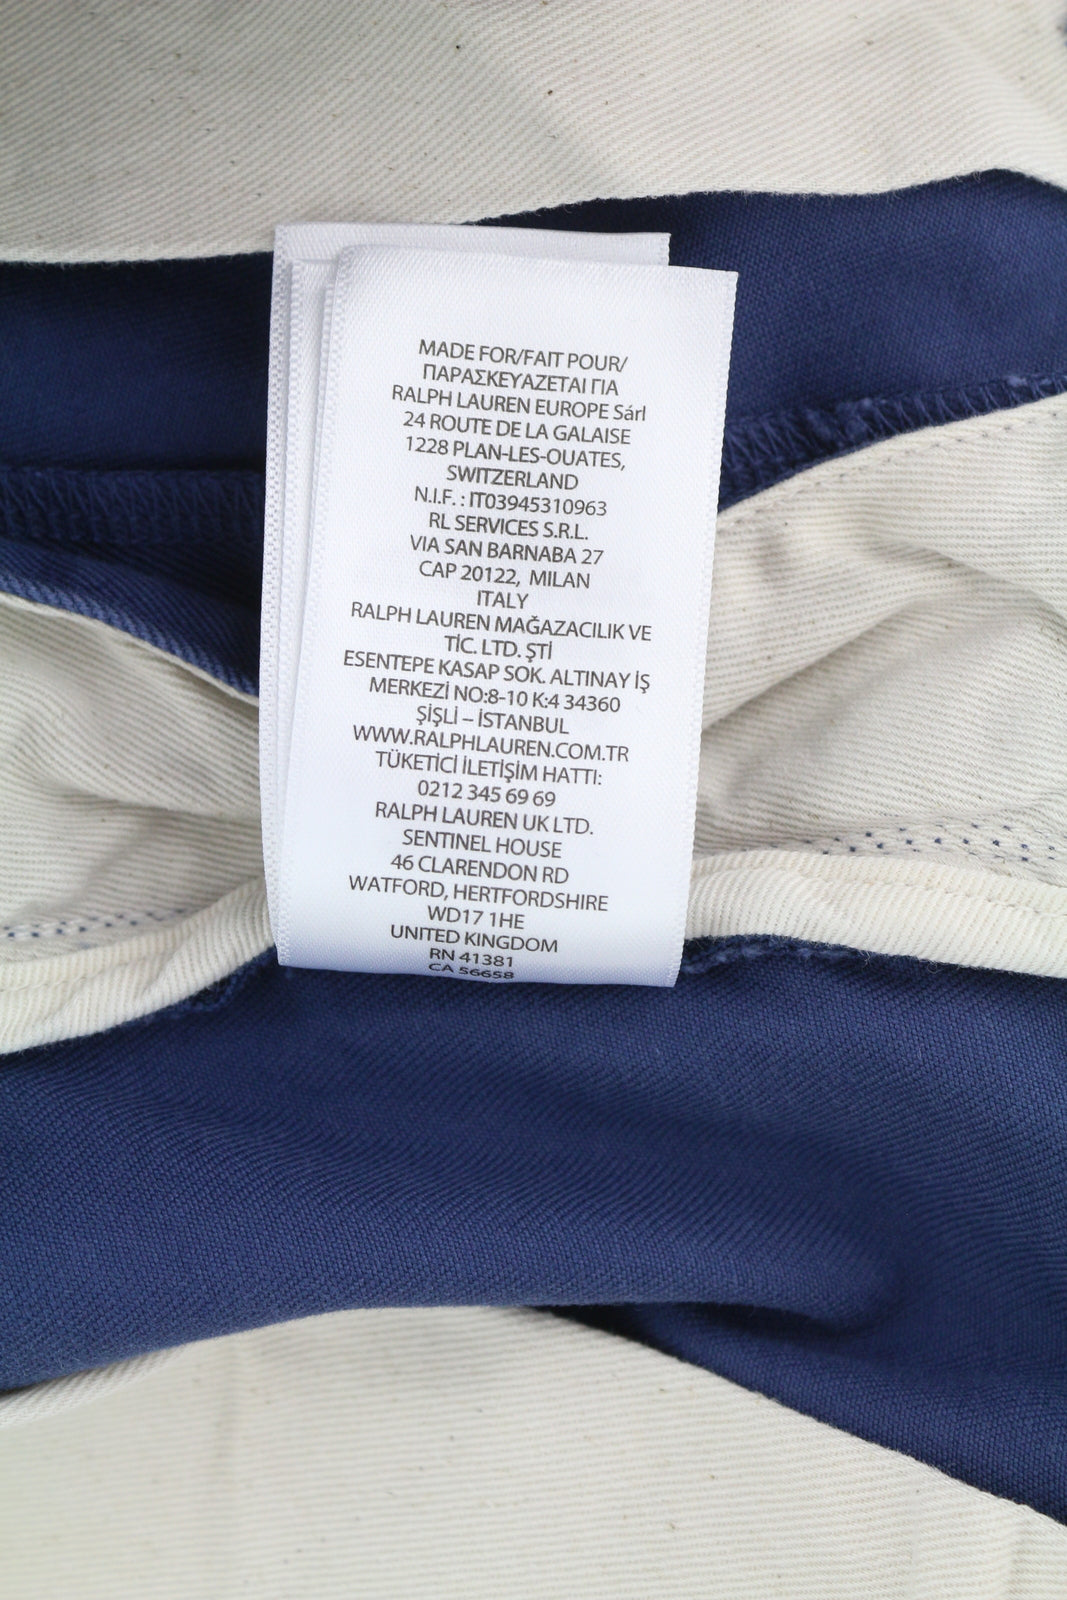 MADE FOR/FAIT POUR/
ΠΑΡΑΣΚΕΥΑΖΕΤΑΙ ΓΙΑ
RALPH LAUREN EUROPE Sárl
24 ROUTE DE LA GALAISE
1228 PLAN-LES-OUATES,
SWITZERLAND
N.I.F. : IT03945310963
RL SERVICES S.R.L.
VIA SAN BARNABA 27
CAP 20122, MILAN
ITALY
RALPH LAUREN MAĞAZACILIK VE
TİC. LTD. ŞTİ
ESENTEPE KASAP SOK. ALTINAY İŞ
MERKEZİ NO:8-10 K:4 34360
ŞİŞLİ – İSTANBUL
WWW.RALPHLAUREN.COM.TR
TÜKETİCİ İLETİŞİM HATTI:
0212 345 69 69
RALPH LAUREN UK LTD.
SENTINEL HOUSE
46 CLARENDON RD
WATFORD, HERTFORDSHIRE
WD17 1HE
UNITED KINGDOM
RN 41381
CA 56658